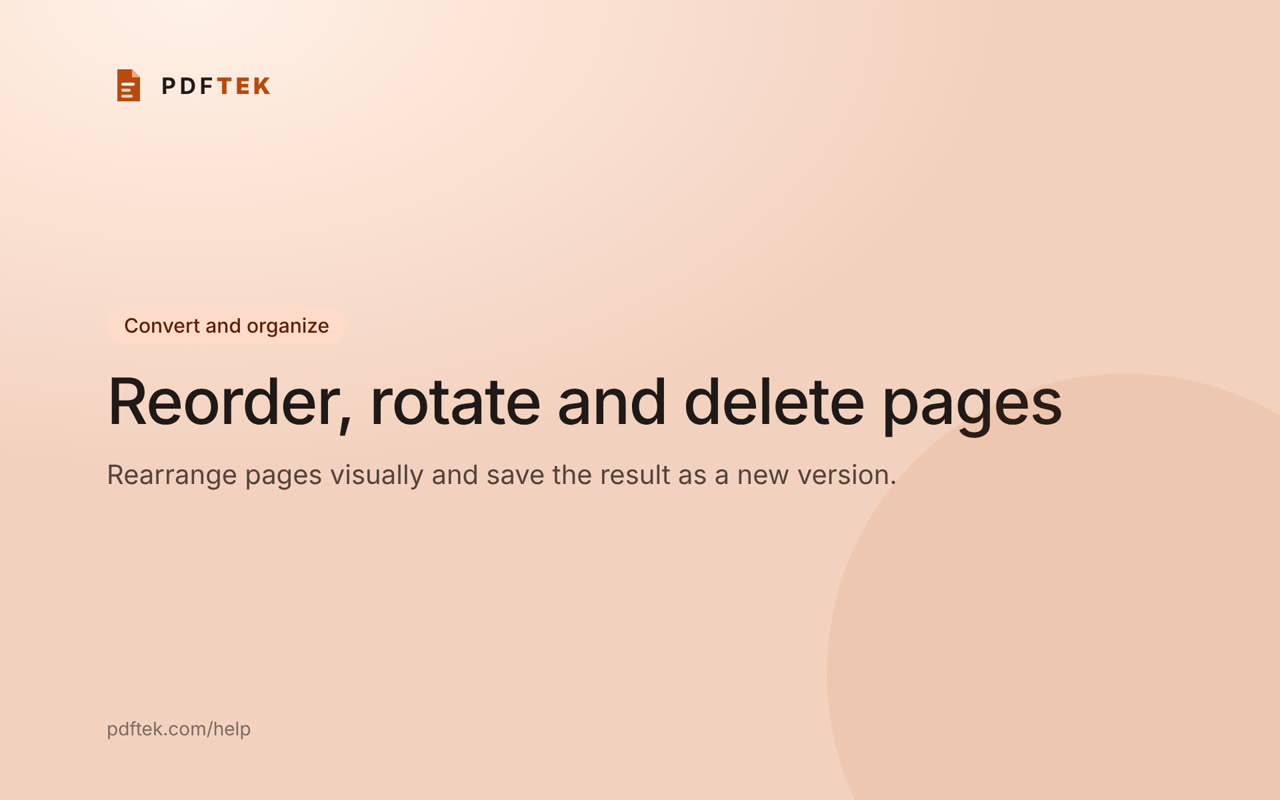 PDFTEK
Convert and organize
Reorder, rotate and delete pages
Rearrange pages visually and save the result as a new version.
pdftek.com/help